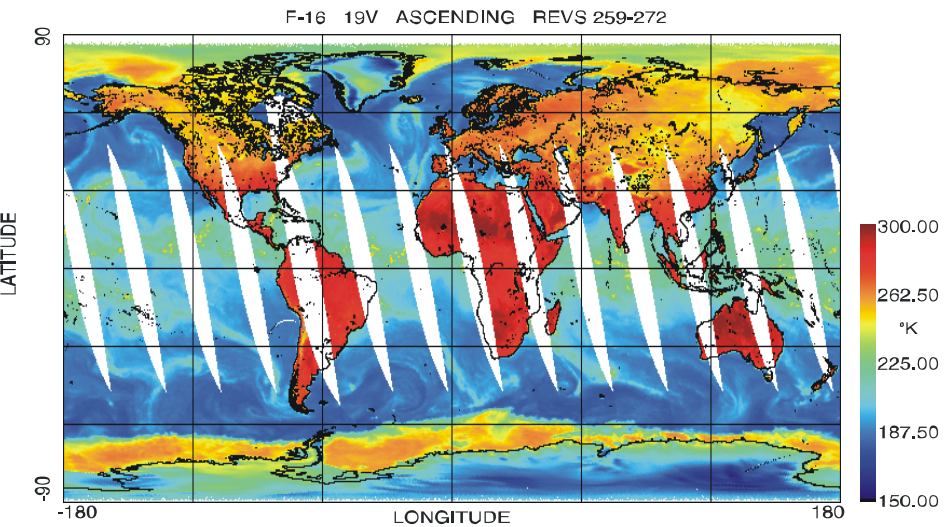 F-16 19V ASCENDING REVS 259-272
90
LATITUDE
-90
-180
LONGITUDE
180
300.00
262.50
°K
225.00
187.50
150.00